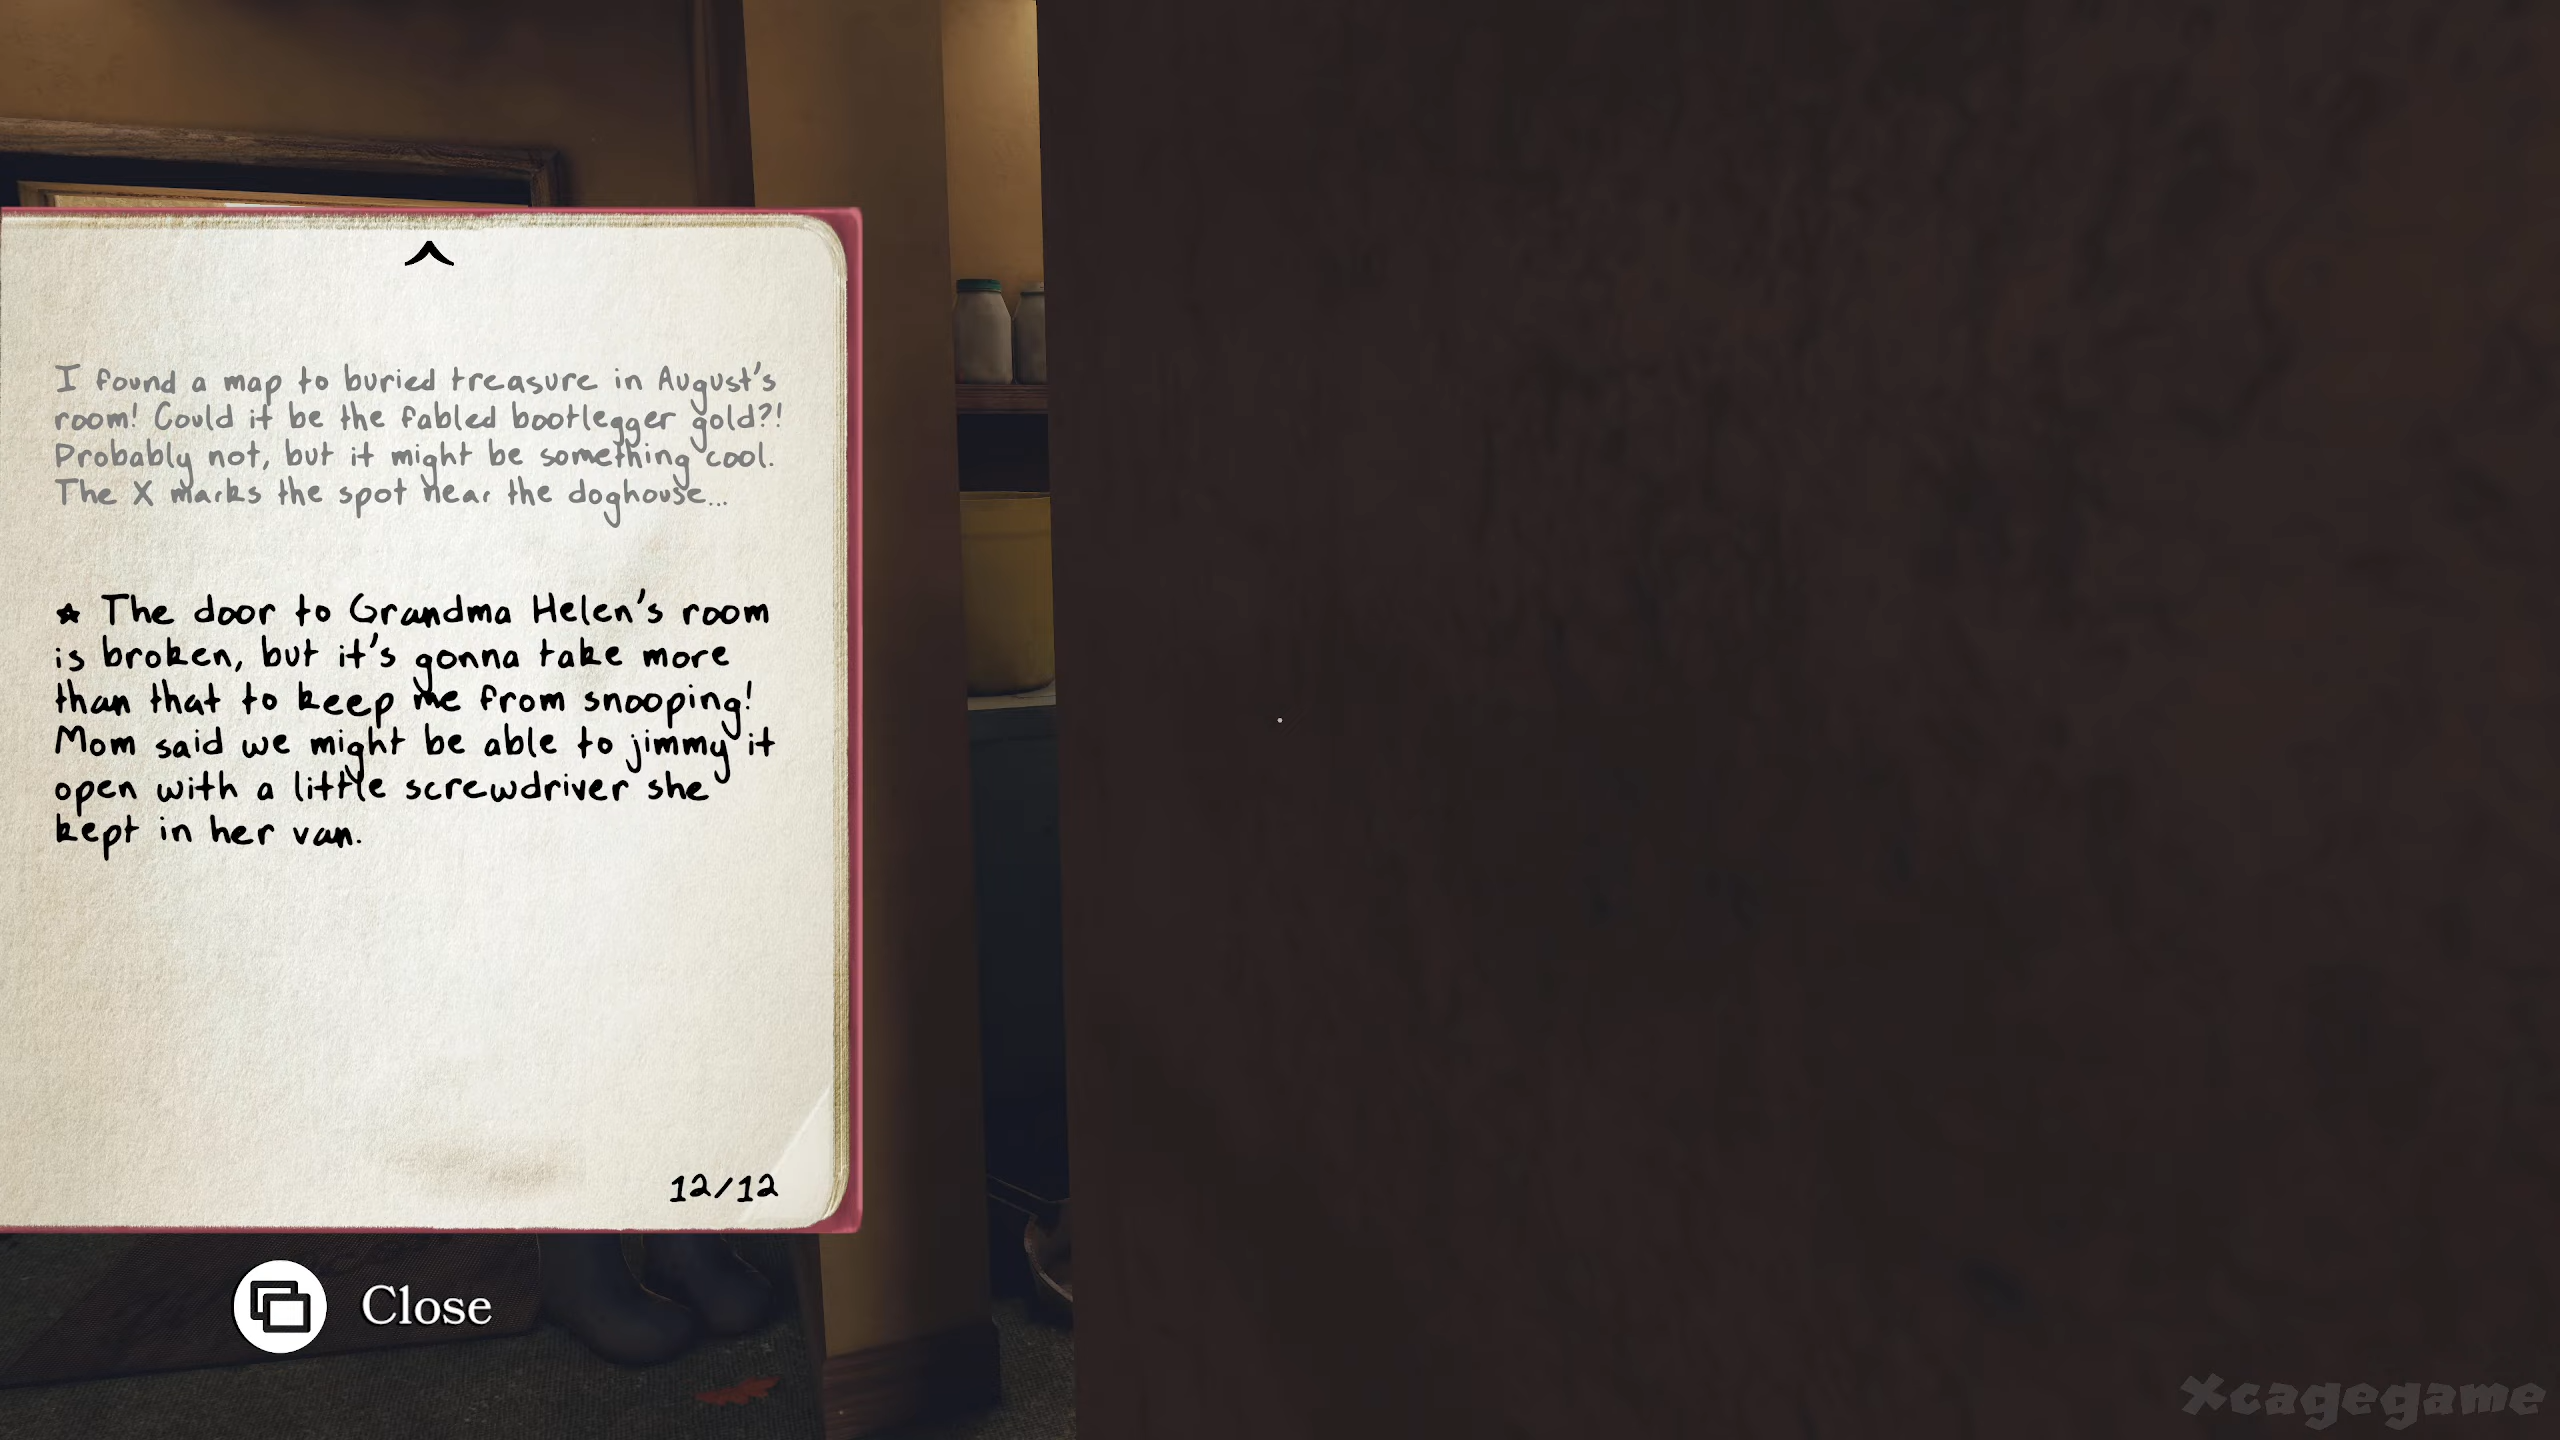 I found a map to buried treasure in August's
room! Could it be the fabled bootlegger gold?!
Probably not, but it might be something cool.
The X marks the spot near the doghouse...
★ The door to Grandma Helen's room
is broken, but it's gonna take more
than that to keep me from snooping!
Mom said we might be able to jimmy it
open with a little screwdriver she
kept in her van.
12/12
Close
Xcagegame